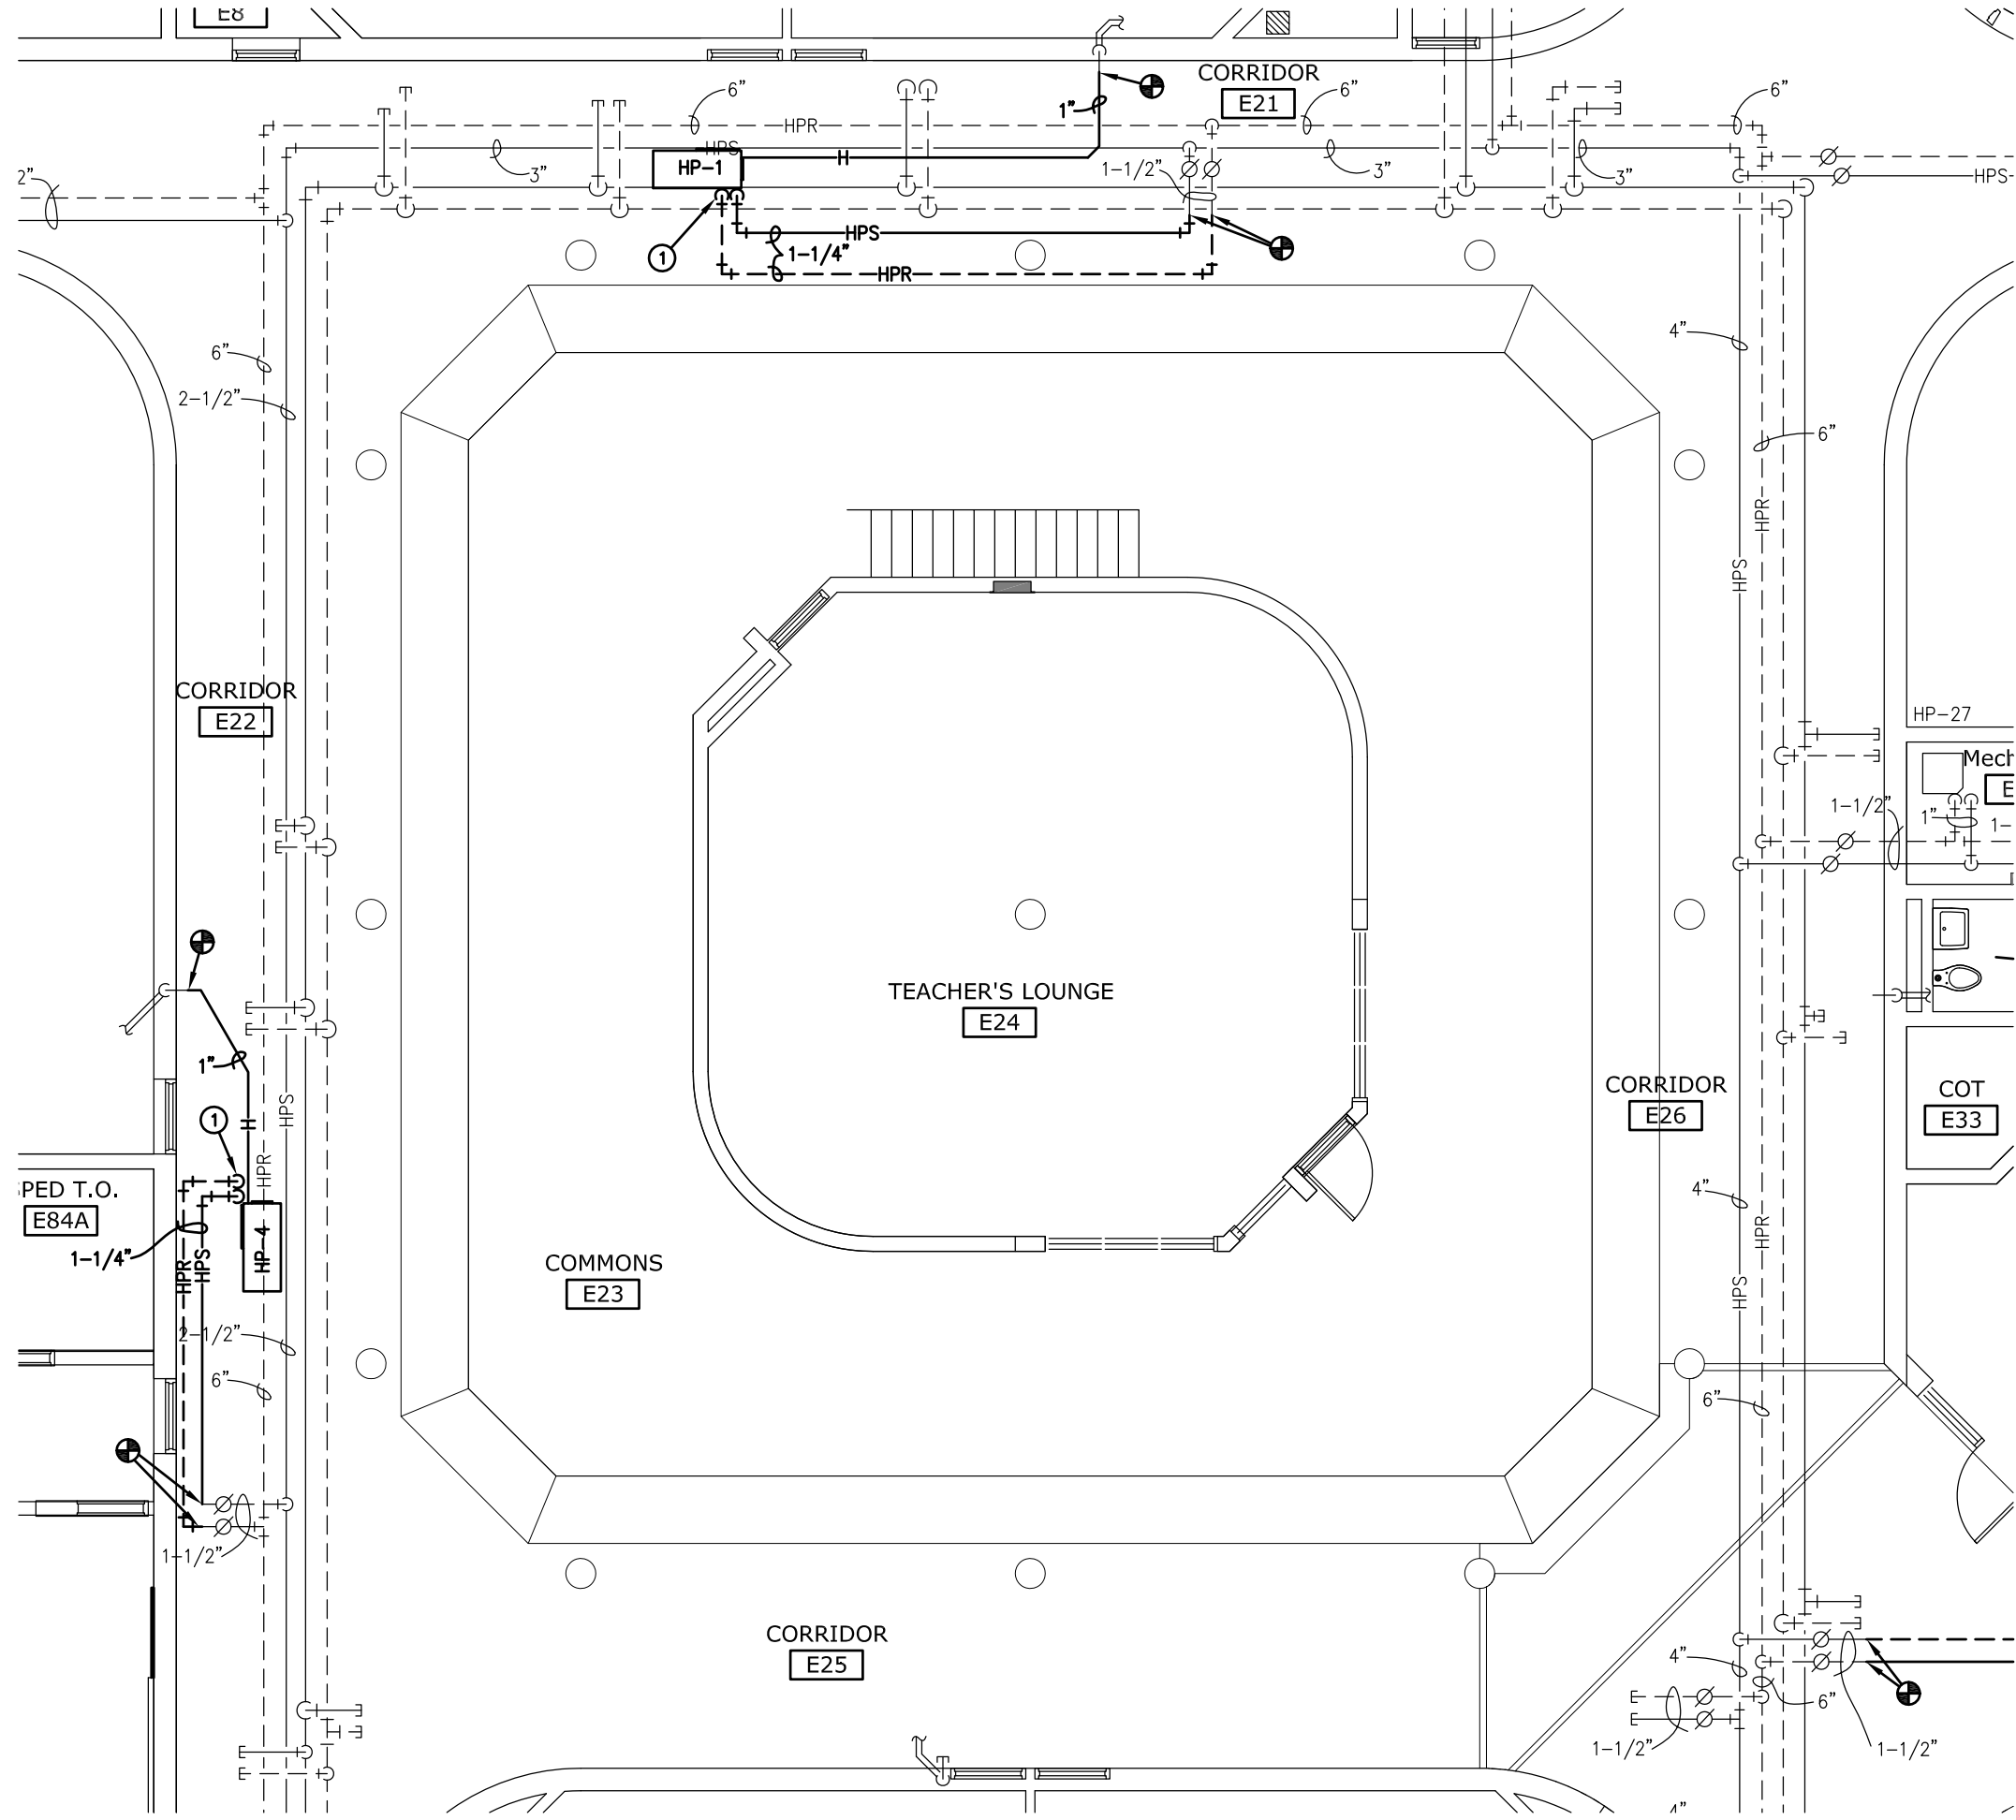 E8
CORRIDOR
E21
6"
6"
6"
HPR
1"
HPS
HP-1
H
3"
1-1/2"
3"
3"
HPS
2"
1
HPS
1-1/4"
HPR
6"
2-1/2"
4"
6"
HPR
HPS
CORRIDOR
E22
HP-27
Mech
E
1-1/2"
1"
1-
TEACHER'S LOUNGE
E24
1"
1
H
HPS
HPR
CORRIDOR
E26
COT
E33
PED T.O.
E84A
1-1/4"
HPR
HPS
HP-4
4"
HPR
HPS
COMMONS
E23
2-1/2"
6"
6"
1-1/2"
CORRIDOR
E25
4"
6"
1-1/2"
1-1/2"
4"